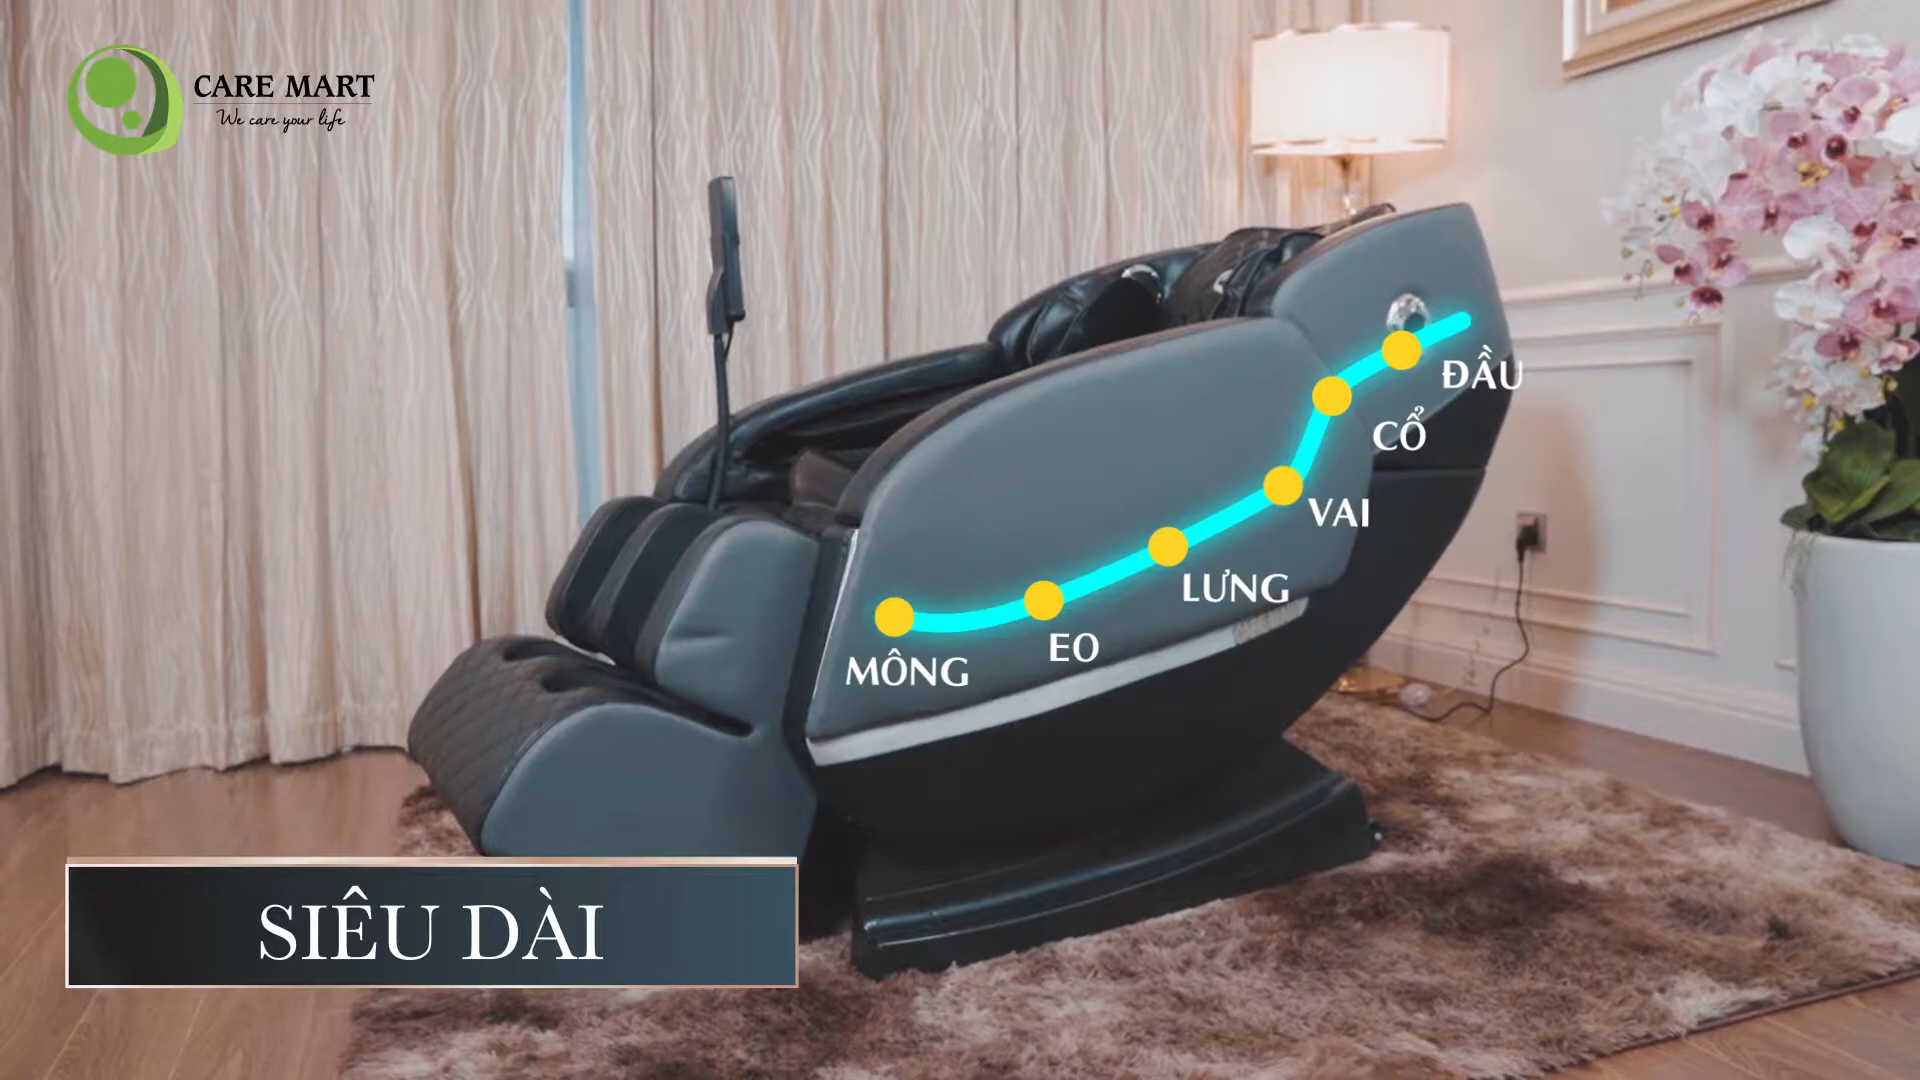 CARE MART
We care your life
ĐẦU
CỔ
VAI
LƯNG
EO
MÔNG
SIÊU DÀI